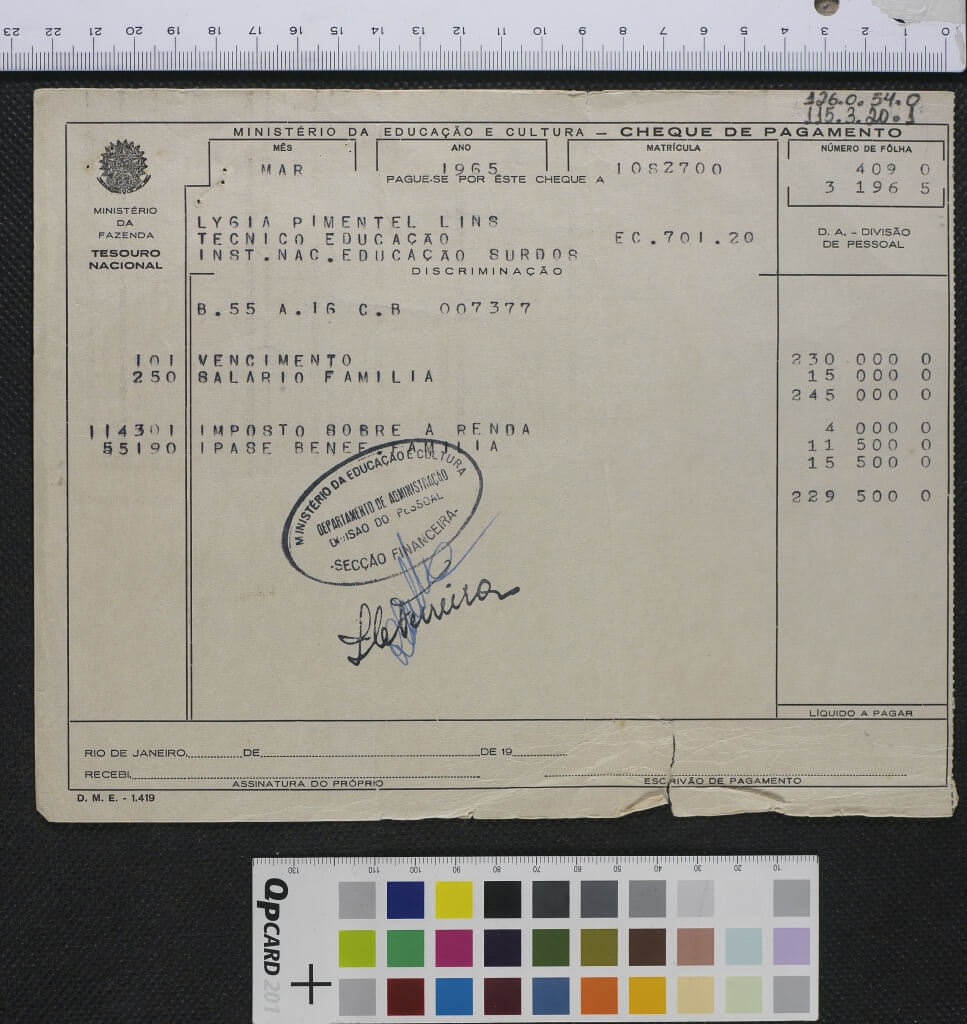 126.0.54.0
115.3.20.1
MINISTÉRIO DA EDUCAÇÃO E CULTURA — CHEQUE DE PAGAMENTO
MÊS ANO MATRÍCULA NÚMERO DE FÔLHA
MAR 1965 1082700 409 0
PAGUE-SE POR ÊSTE CHEQUE A 3 196 5
MINISTÉRIO
DA
FAZENDA
TESOURO
NACIONAL
LYGIA PIMENTEL LINS
TECNICO EDUCAÇÃO EC.701.20
INST.NAC.EDUCAÇÃO SURDOS
D. A. - DIVISÃO
DE PESSOAL
DISCRIMINAÇÃO
B.55 A.16 C.B 007377
101 VENCIMENTO 230 000 0
250 SALARIO FAMILIA 15 000 0
245 000 0
114301 IMPOSTO SOBRE A RENDA 4 000 0
55190 IPASE BENEF.FAMILIA 11 500 0
15 500 0
229 500 0
MINISTÉRIO DA EDUCAÇÃO E CULTURA
DEPARTAMENTO DE ADMINISTRAÇÃO
DIVISÃO DO PESSOAL
-SECÇÃO FINANCEIRA-
LÍQUIDO A PAGAR
RIO DE JANEIRO, DE DE 19
RECEBI,
ASSINATURA DO PRÓPRIO ESCRIVÃO DE PAGAMENTO
D. M. E. - 1.419
QPCARD 201